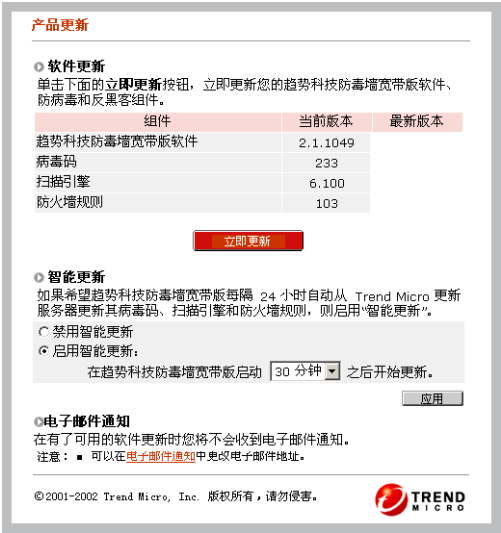 产品更新
软件更新
单击下面的立即更新按钮，立即更新您的趋势科技防毒墙宽带版软件、
防病毒和反黑客组件。
组件 当前版本 最新版本
趋势科技防毒墙宽带版软件 2.1.1049
病毒码 233
扫描引擎 6.100
防火墙规则 103
立即更新
智能更新
如果希望趋势科技防毒墙宽带版每隔 24 小时自动从 Trend Micro 更新
服务器更新其病毒码、扫描引擎和防火墙规则，则启用“智能更新”。
禁用智能更新
启用智能更新：
在趋势科技防毒墙宽带版启动 30 分钟 之后开始更新。
应用
电子邮件通知
在有了可用的软件更新时您将不会收到电子邮件通知。
注意： ▪ 可以在电子邮件通知中更改电子邮件地址。
©2001-2002 Trend Micro, Inc. 版权所有，请勿侵害。
TREND
MICRO